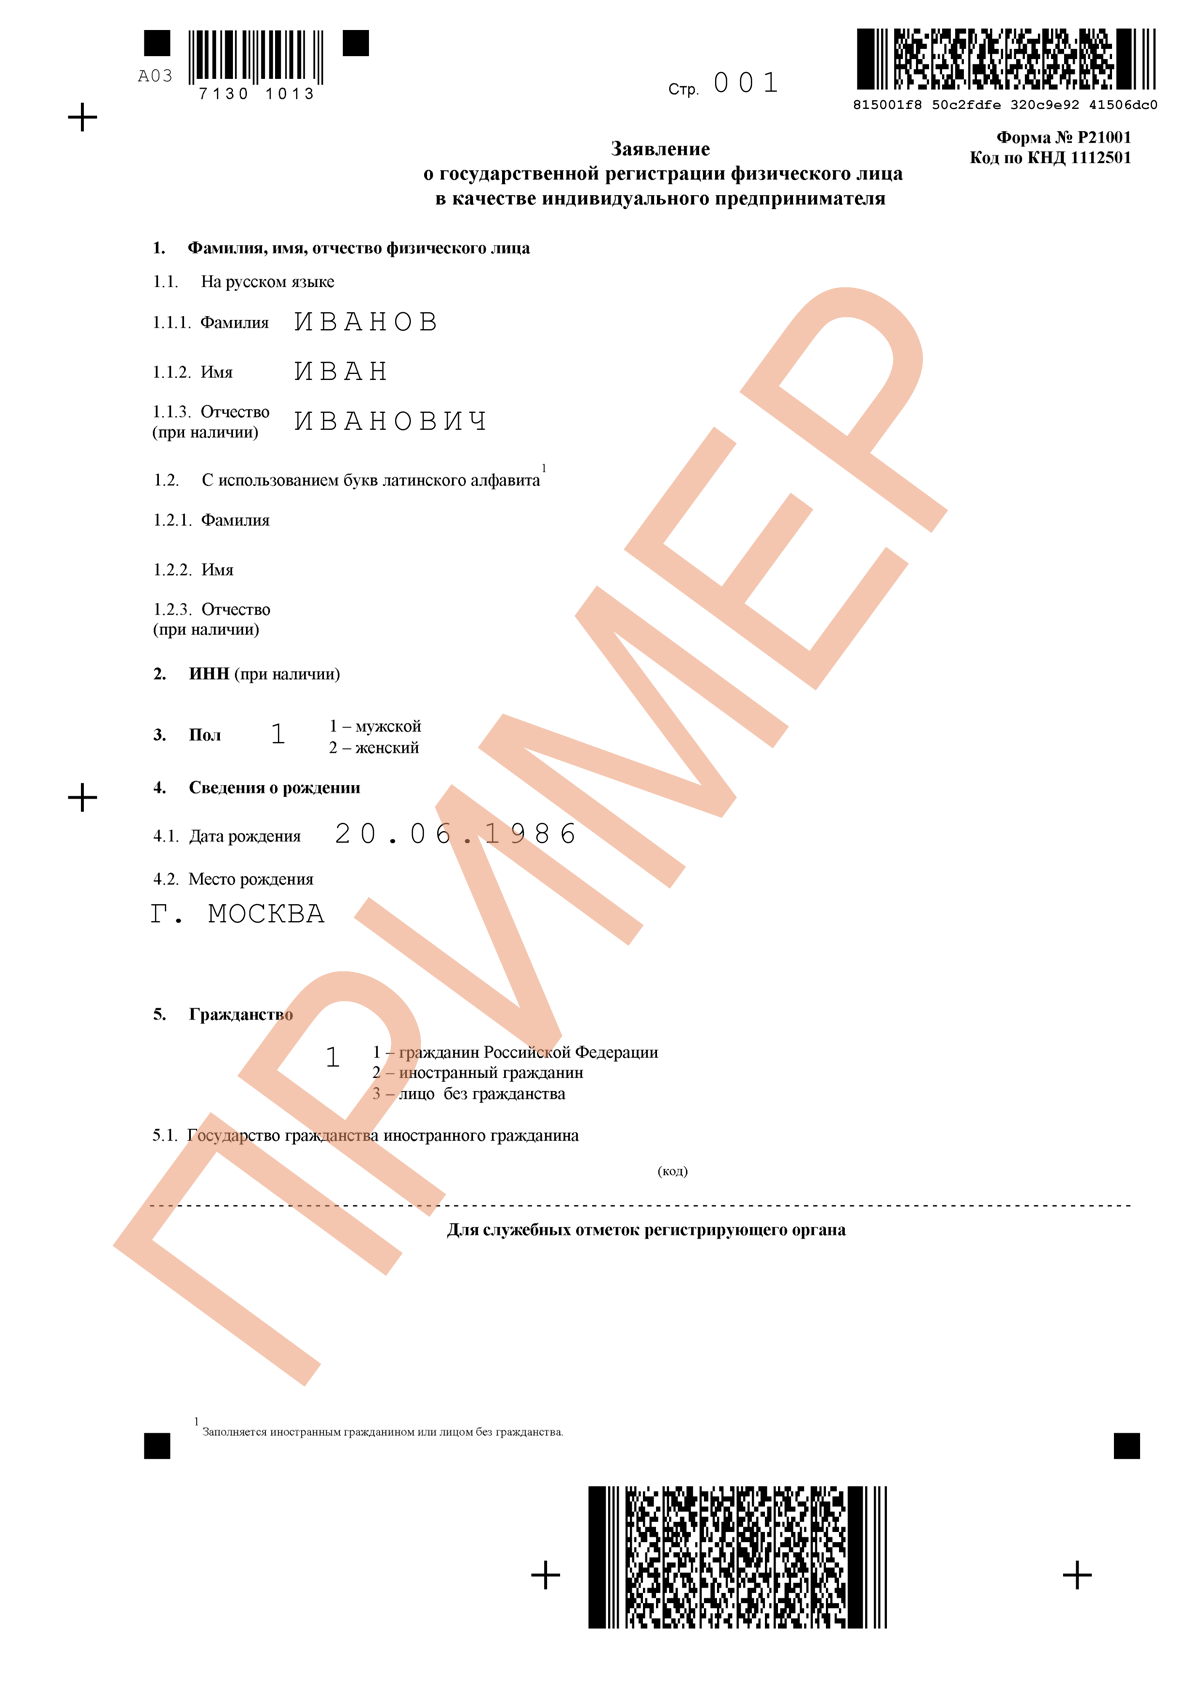 А03
7130 1013
Стр. 001
815001f8 50c2fdfe 320c9e92 41506dc0
Форма № Р21001
Код по КНД 1112501
Заявление
о государственной регистрации физического лица
в качестве индивидуального предпринимателя
1. Фамилия, имя, отчество физического лица
1.1. На русском языке
1.1.1. Фамилия ИВАНОВ
1.1.2. Имя ИВАН
1.1.3. Отчество
(при наличии) ИВАНОВИЧ
1.2. С использованием букв латинского алфавита 1
1.2.1. Фамилия
1.2.2. Имя
1.2.3. Отчество
(при наличии)
2. ИНН (при наличии)
3. Пол 1 1 – мужской
2 – женский
4. Сведения о рождении
4.1. Дата рождения 20.06.1986
4.2. Место рождения
Г. МОСКВА
5. Гражданство
1 1 – гражданин Российской Федерации
2 – иностранный гражданин
3 – лицо без гражданства
5.1. Государство гражданства иностранного гражданина
(код)
Для служебных отметок регистрирующего органа
1 Заполняется иностранным гражданином или лицом без гражданства.
ПРИМЕР